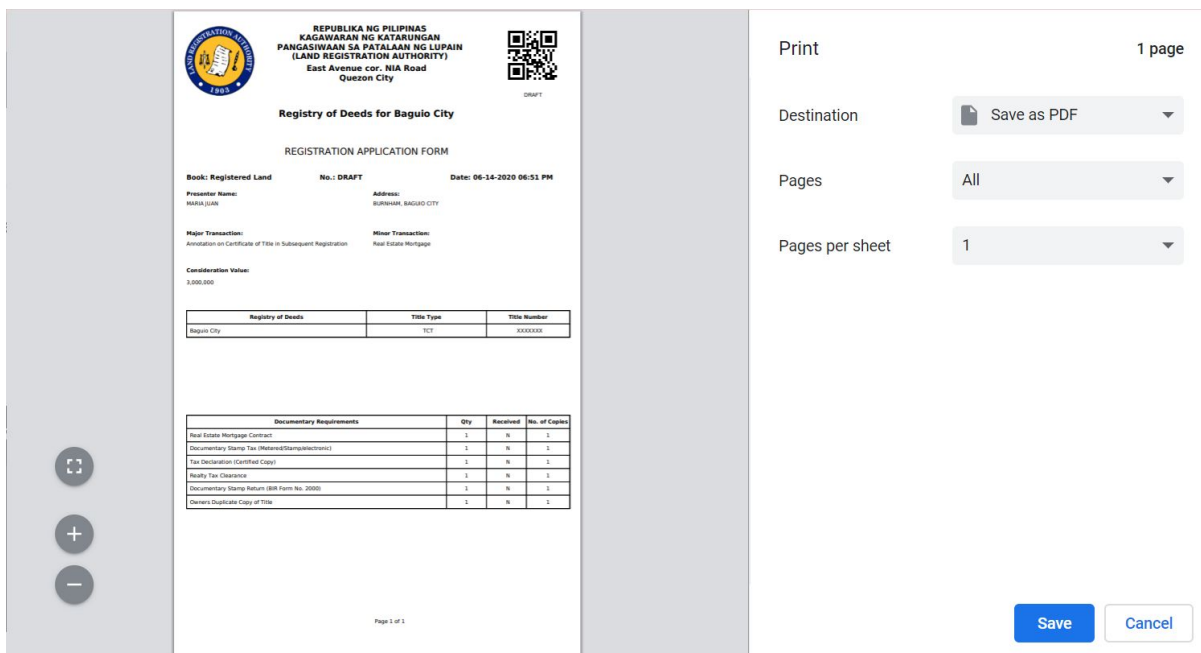 LAND REGISTRATION AUTHORITY
1903
REPUBLIKA NG PILIPINAS
KAGAWARAN NG KATARUNGAN
PANGASIWAAN SA PATALAAN NG LUPAIN
(LAND REGISTRATION AUTHORITY)
East Avenue cor. NIA Road
Quezon City
DRAFT
Registry of Deeds for Baguio City
REGISTRATION APPLICATION FORM
Book: Registered Land No.: DRAFT Date: 06-14-2020 06:51 PM
Presenter Name: Address:
MARIA JUAN BURNHAM, BAGUIO CITY
Major Transaction: Minor Transaction:
Annotation on Certificate of Title in Subsequent Registration Real Estate Mortgage
Consideration Value:
3,000,000
Registry of Deeds Title Type Title Number
Baguio City TCT XXXXXXX
Documentary Requirements Qty Received No. of Copies
Real Estate Mortgage Contract 1 N 1
Documentary Stamp Tax (Metered/Stamp/electronic) 1 N 1
Tax Declaration (Certified Copy) 1 N 1
Realty Tax Clearance 1 N 1
Documentary Stamp Return (BIR Form No. 2000) 1 N 1
Owners Duplicate Copy of Title 1 N 1
Page 1 of 1
Print 1 page
Destination Save as PDF
Pages All
Pages per sheet 1
Save Cancel